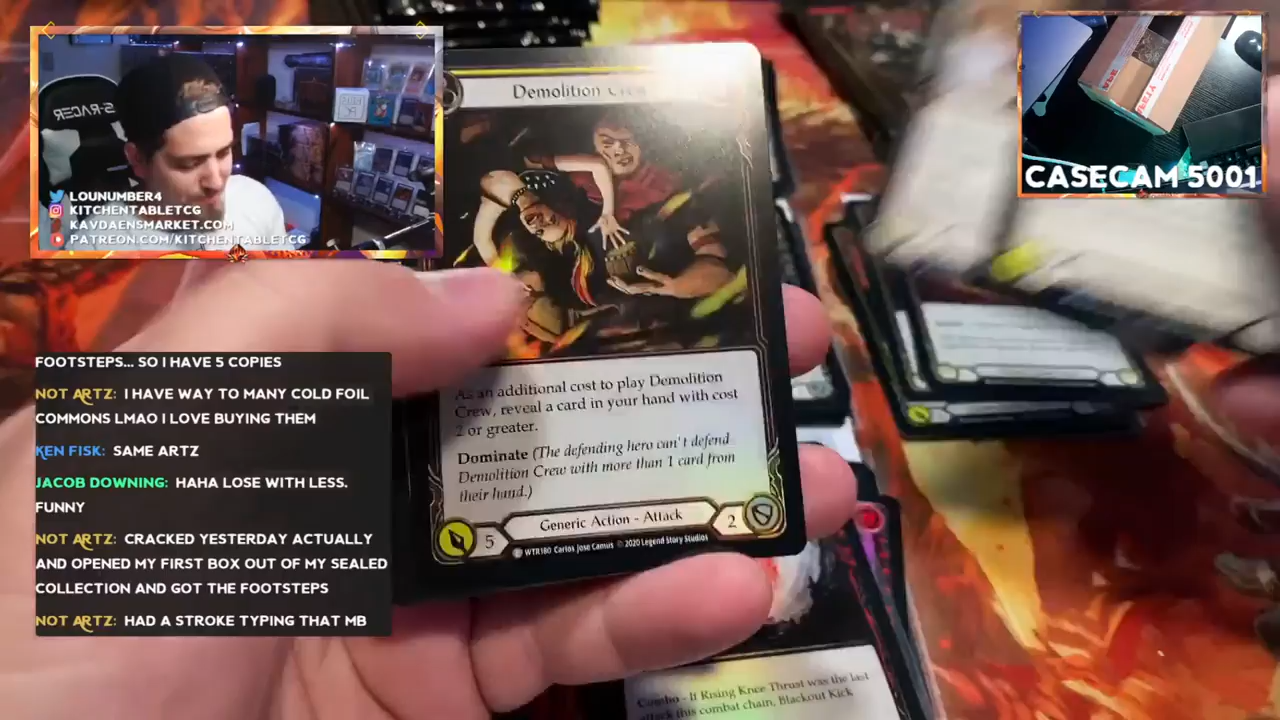 LOUNUMBER4
KITCHENTABLETCG
KAVDAENSMARKET.COM
PATREON.COM/KITCHENTABLETCG
CASECAM 5001
FOOTSTEPS... SO I HAVE 5 COPIES
NOT ARTZ: I HAVE WAY TO MANY COLD FOIL
COMMONS LMAO I LOVE BUYING THEM
KEN FISK: SAME ARTZ
JACOB DOWNING: HAHA LOSE WITH LESS.
FUNNY
NOT ARTZ: CRACKED YESTERDAY ACTUALLY
AND OPENED MY FIRST BOX OUT OF MY SEALED
COLLECTION AND GOT THE FOOTSTEPS
NOT ARTZ: HAD A STROKE TYPING THAT MB
Demolition Crew
As an additional cost to play Demolition
Crew, reveal a card in your hand with cost
2 or greater.
Dominate (The defending hero can't defend
Demolition Crew with more than 1 card from
their hand.)
5 Generic Action - Attack 2
WTR180 Carlos Jose Camus © 2020 Legend Story Studios
Combo - If Rising Knee Thrust was the last
attack this combat chain, Blackout Kick